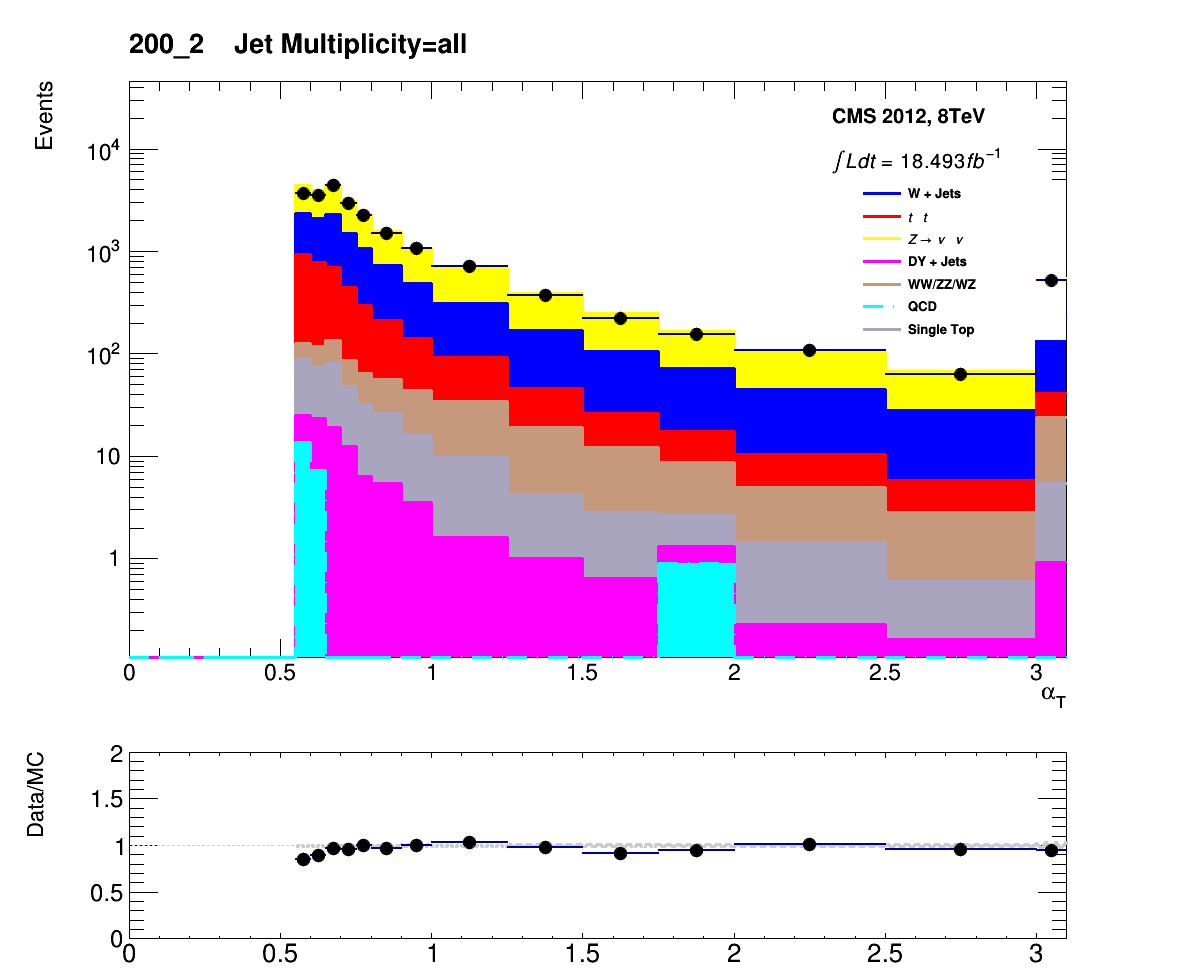 200_2 Jet Multiplicity=all
Events
CMS 2012, 8TeV
∫Ldt = 18.493fb⁻¹
W + Jets
t t
Z → ν ν
DY + Jets
WW/ZZ/WZ
QCD
Single Top
10⁴
10³
10²
10
1
0 0.5 1 1.5 2 2.5 3
α_T
Data/MC
2
1.5
1
0.5
0
0 0.5 1 1.5 2 2.5 3